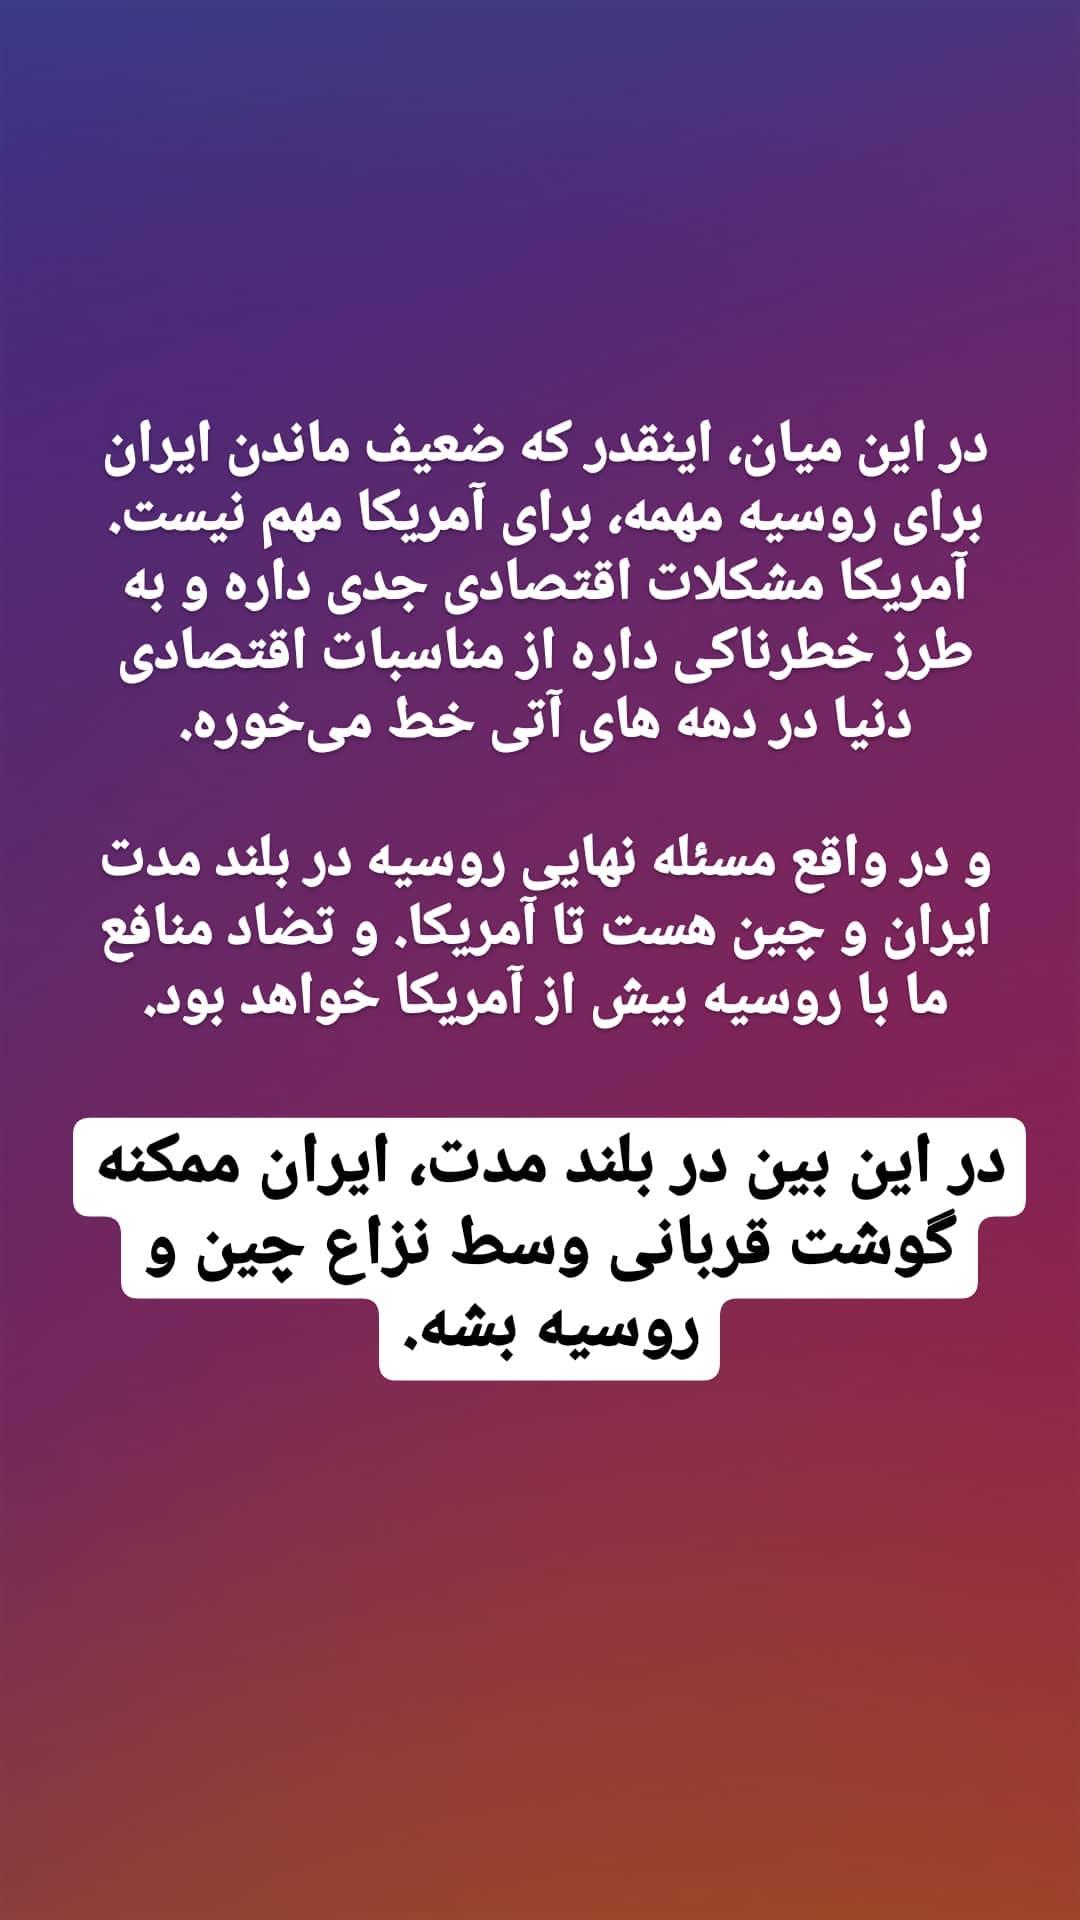 در این میان، اینقدر که ضعیف ماندن ایران
برای روسیه مهمه، برای آمریکا مهم نیست.
آمریکا مشکلات اقتصادی جدی داره و به
طرز خطرناکی داره از مناسبات اقتصادی
دنیا در دهه های آتی خط می‌خوره.
و در واقع مسئله نهایی روسیه در بلند مدت
ایران و چین هست تا آمریکا. و تضاد منافع
ما با روسیه بیش از آمریکا خواهد بود.
در این بین در بلند مدت، ایران ممکنه
گوشت قربانی وسط نزاع چین و
روسیه بشه.